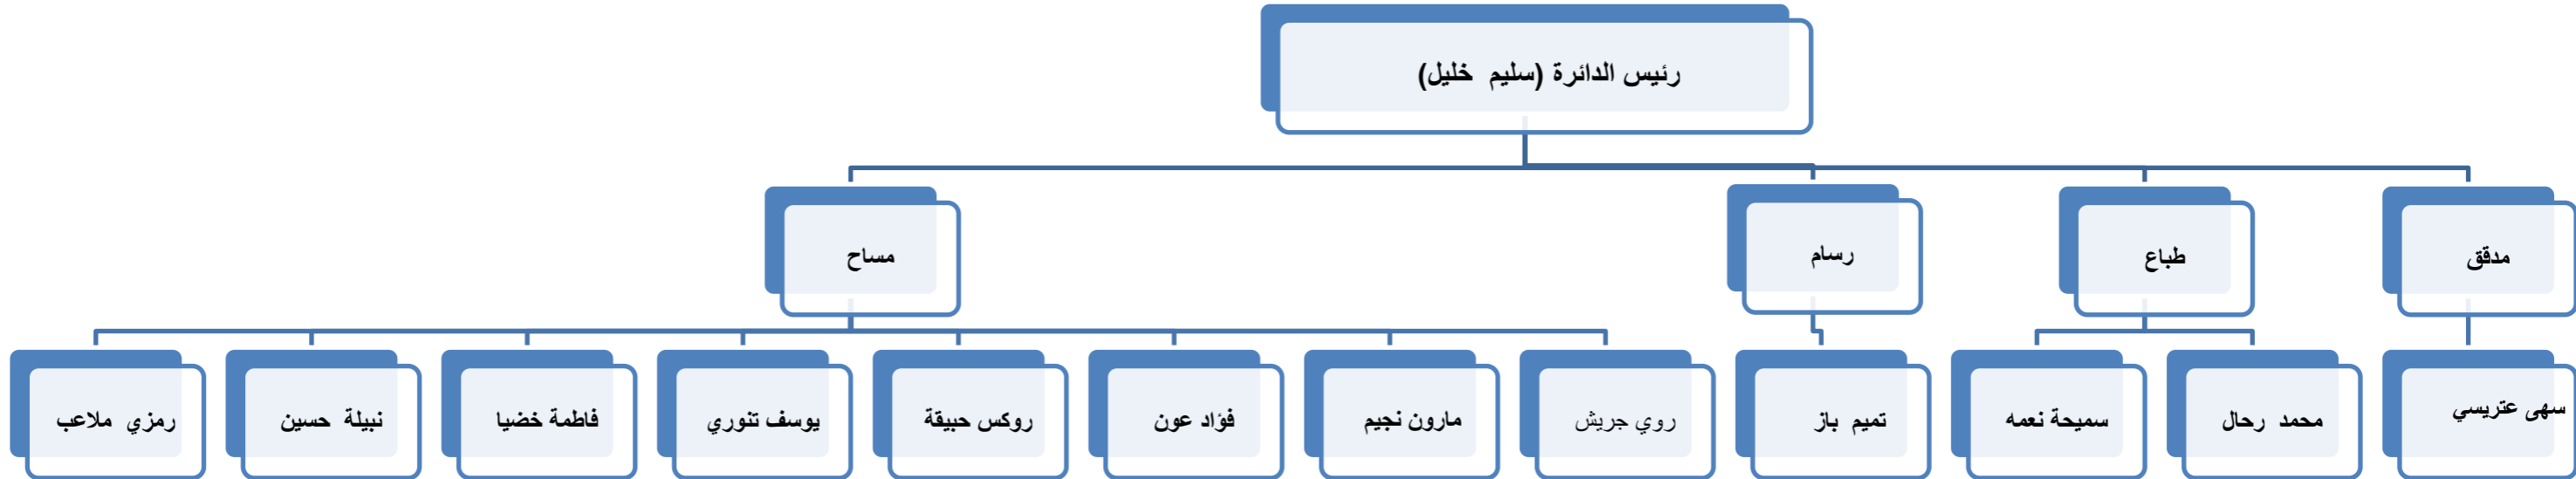 رئيس الدائرة (سليم خليل)
مدقق
طباع
رسام
مساح
سهى عتريسي
محمد رحال
سميحة نعمه
تميم باز
روي جريش
مارون نجيم
فؤاد عون
روكس حبيقة
يوسف تنوري
فاطمة خضيا
نبيلة حسين
رمزي ملاعب